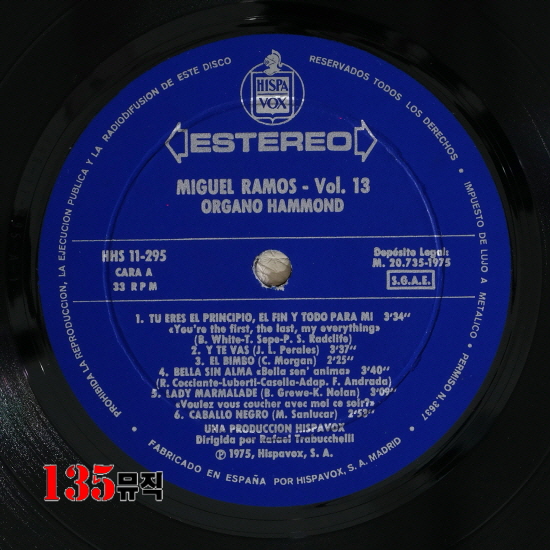 PROHIBIDA LA REPRODUCCION, LA EJECUCION PUBLICA Y LA RADIODIFUSION DE ESTE DISCO
RESERVADOS TODOS LOS DERECHOS - IMPUESTO DE LUJO A METALICO - PERMISO N. 3637
HISPA
VOX
ESTEREO
MIGUEL RAMOS - Vol. 13
ORGANO HAMMOND
HHS 11-295
CARA A
33 RPM
Depósito Legal:
M. 20.735-1975
S.G.A.E.
1. TU ERES EL PRINCIPIO, EL FIN Y TODO PARA MI 3'34"
«You're the first, the last, my everything»
(B. White-T. Sepe-P. S. Radclife)
2. Y TE VAS (J. L. Perales) 3'37"
3. EL BIMBO (C. Morgan) 2'25"
4. BELLA SIN ALMA «Bella sen' anima» 3'40"
(R. Cocciante-Luberti-Casella-Adap. F. Andrada)
5. LADY MARMALADE (B. Grewe-K. Nolan) 3'09"
«Voulez vous coucher avec moi ce soir?»
6. CABALLO NEGRO (M. Sanlucar) 2'58"
UNA PRODUCCION HISPAVOX
Dirigida por Rafael Trabucchelli
Ⓟ 1975, Hispavox, S. A.
FABRICADO EN ESPAÑA POR HISPAVOX, S. A. MADRID
135뮤직